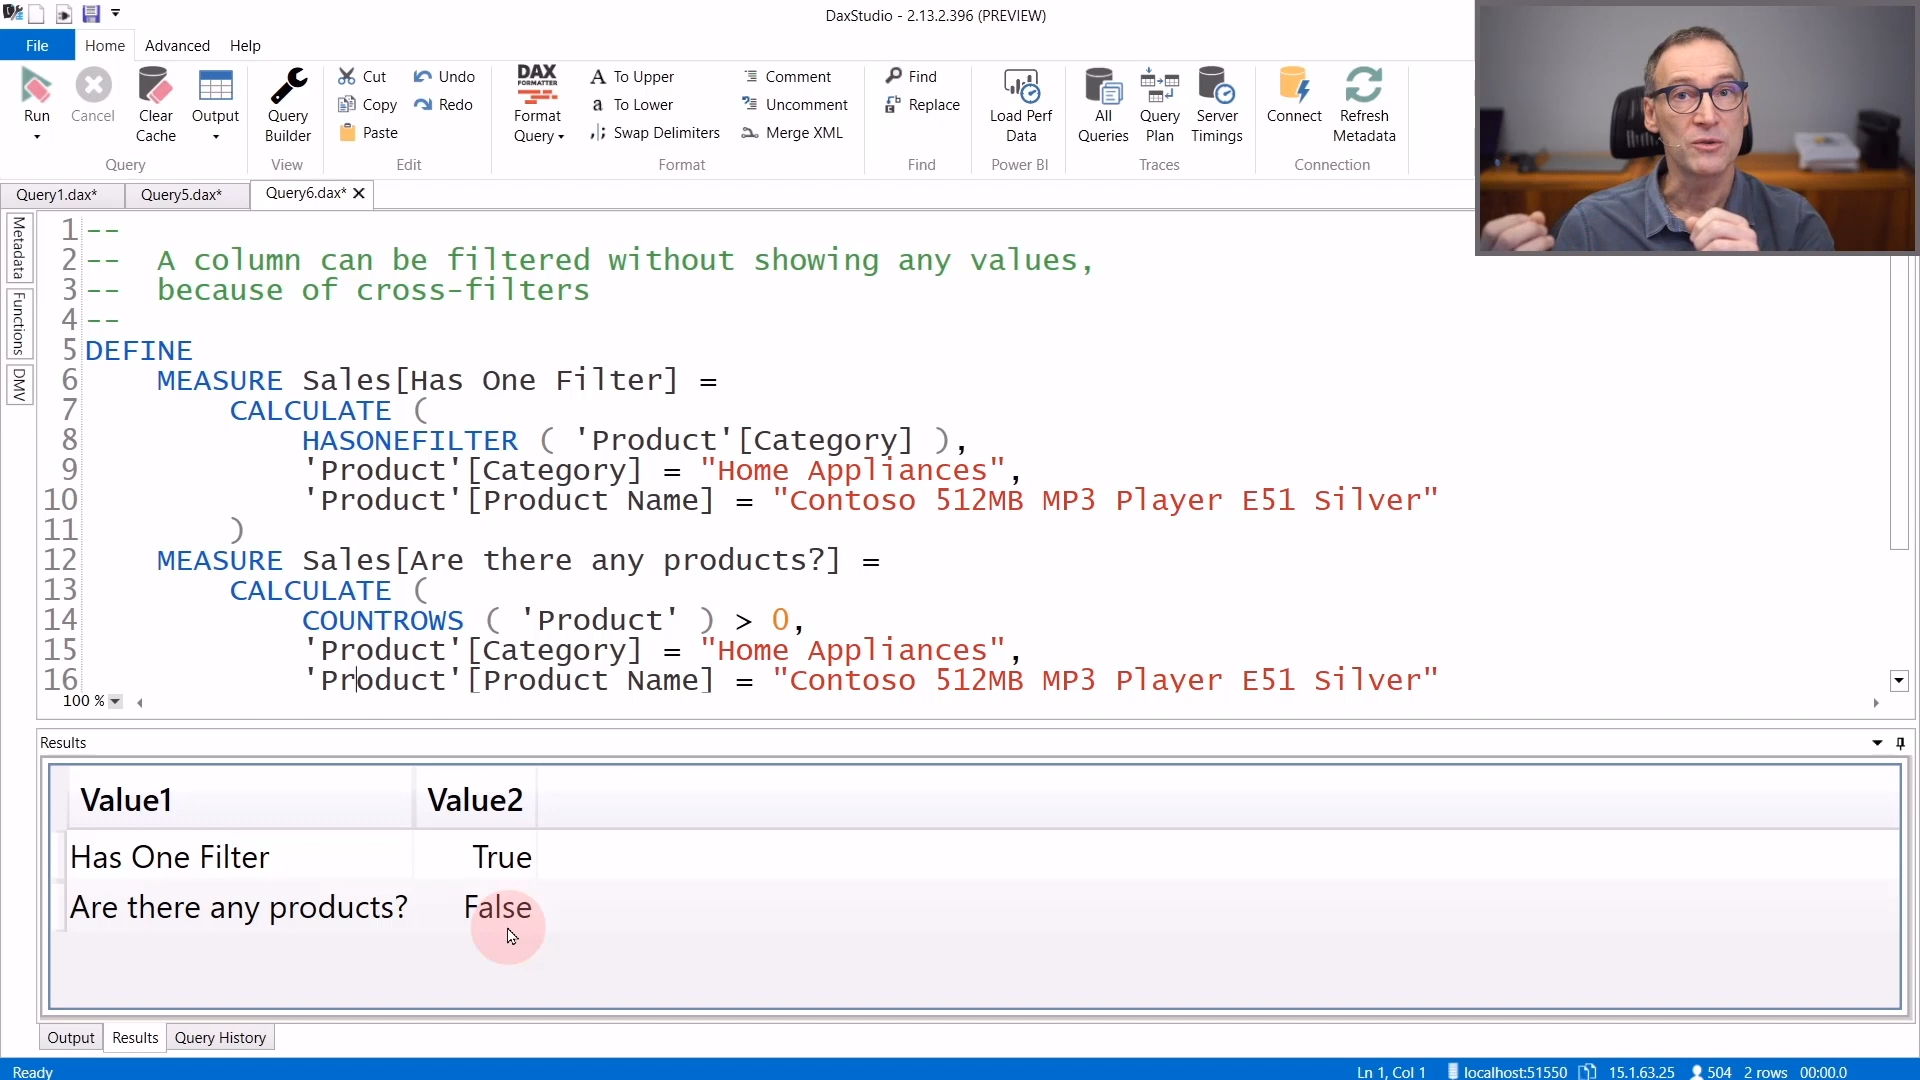 DaxStudio - 2.13.2.396 (PREVIEW)
File Home Advanced Help
Run
Cancel
Clear Cache
Output
Query
Query Builder
View
Cut
Copy
Paste
Undo
Redo
Edit
DAX
FORMATTER
Format Query
A To Upper
a To Lower
Swap Delimiters
Comment
Uncomment
Merge XML
Format
Find
Replace
Find
Load Perf Data
Power BI
All Queries
Query Plan
Server Timings
Traces
Connect
Refresh Metadata
Connection
Query1.dax* Query5.dax* Query6.dax*
Metadata
Functions
DMV
1 --
2 -- A column can be filtered without showing any values,
3 -- because of cross-filters
4 --
5 DEFINE
6 MEASURE Sales[Has One Filter] =
7 CALCULATE (
8 HASONEFILTER ( 'Product'[Category] ),
9 'Product'[Category] = "Home Appliances",
10 'Product'[Product Name] = "Contoso 512MB MP3 Player E51 Silver"
11 )
12 MEASURE Sales[Are there any products?] =
13 CALCULATE (
14 COUNTROWS ( 'Product' ) > 0,
15 'Product'[Category] = "Home Appliances",
16 'Product'[Product Name] = "Contoso 512MB MP3 Player E51 Silver"
100 %
Results
Value1 Value2
Has One Filter True
Are there any products? False
Output Results Query History
Ready Ln 1, Col 1 localhost:51550 15.1.63.25 504 2 rows 00:00.0